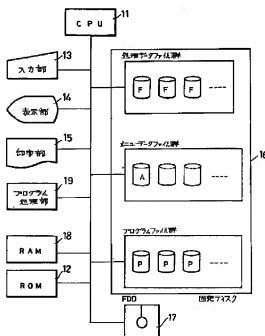 CPU
11
13
入力部
14
表示部
15
印字部
19
プログラム
処理部
18
RAM
ROM
12
処理データファイル群
F F F
メニューデータファイル群
A
プログラムファイル群
P P P
16
FDD
固定ディスク
17